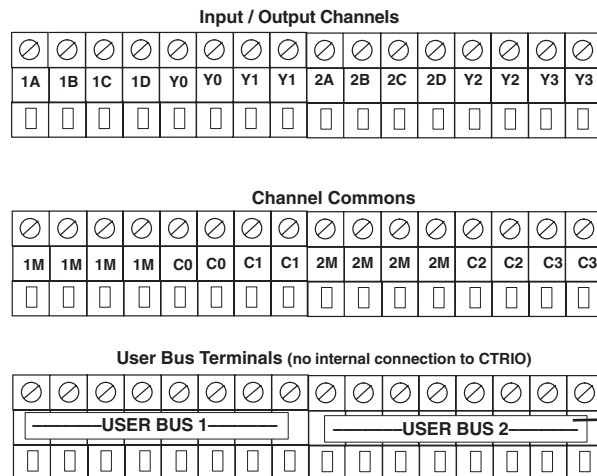 Input / Output Channels
1A 1B 1C 1D Y0 Y0 Y1 Y1 2A 2B 2C 2D Y2 Y2 Y3 Y3
Channel Commons
1M 1M 1M 1M C0 C0 C1 C1 2M 2M 2M 2M C2 C2 C3 C3
User Bus Terminals (no internal connection to CTRIO)
USER BUS 1 USER BUS 2